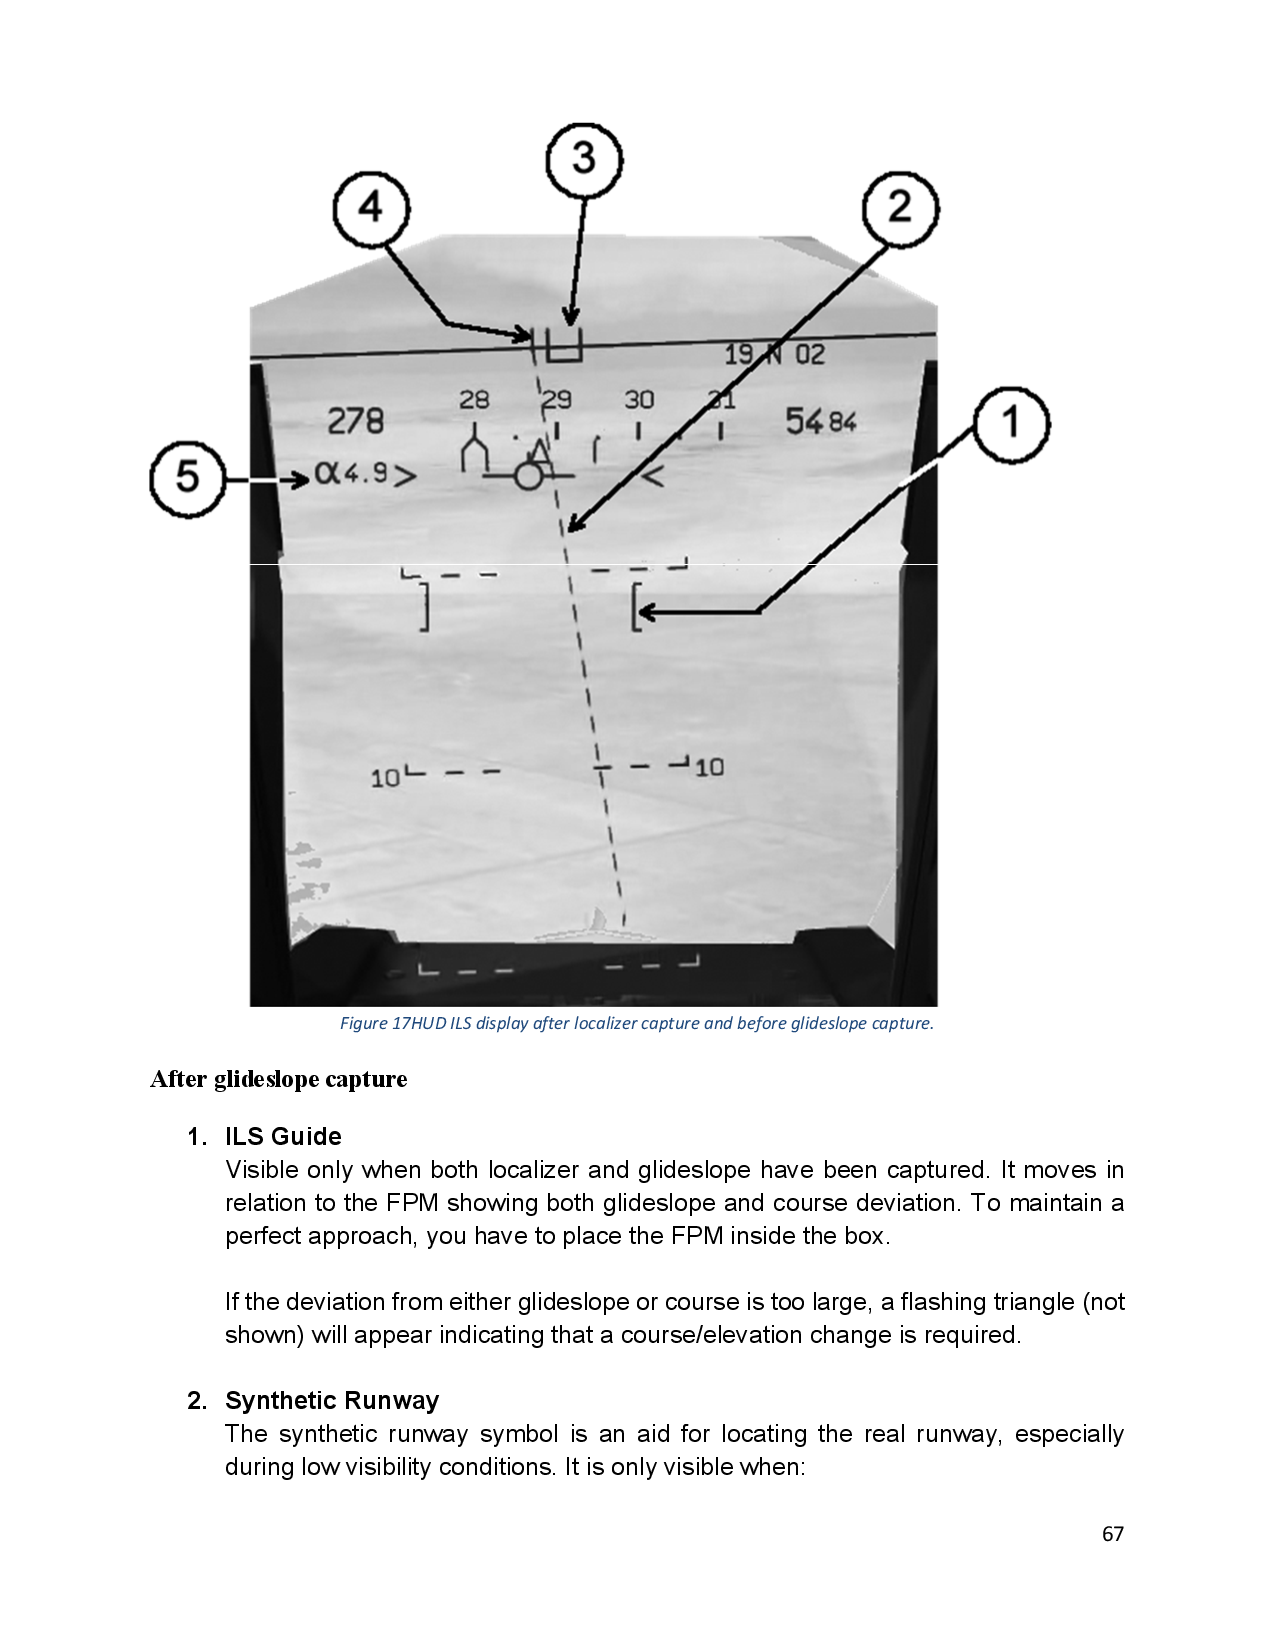 3
4
2
19 N 02
28 29 30 31
278
54 84
1
5
α4.9>
<
10 10
Figure 17HUD ILS display after localizer capture and before glideslope capture.
After glideslope capture
1. ILS Guide
Visible only when both localizer and glideslope have been captured. It moves in
relation to the FPM showing both glideslope and course deviation. To maintain a
perfect approach, you have to place the FPM inside the box.
If the deviation from either glideslope or course is too large, a flashing triangle (not
shown) will appear indicating that a course/elevation change is required.
2. Synthetic Runway
The synthetic runway symbol is an aid for locating the real runway, especially
during low visibility conditions. It is only visible when:
67